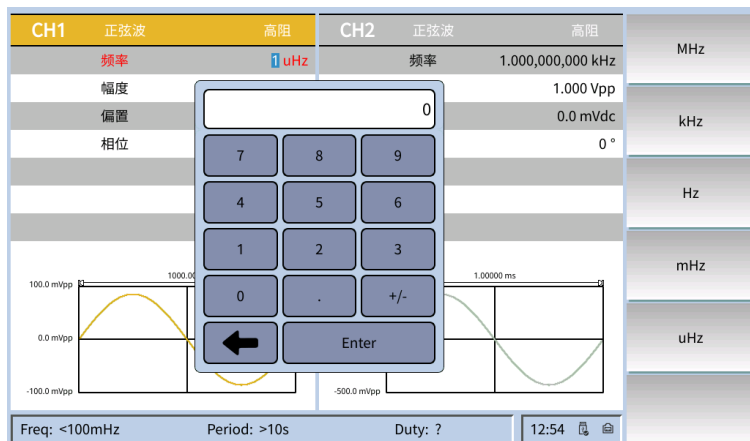 CH1 正弦波 高阻 CH2 正弦波 高阻
频率 1 uHz 频率 1.000,000,000 kHz
幅度 1.000 Vpp
偏置 0.0 mVdc
相位 0 °
0
7 8 9
4 5 6
1 2 3
0 . +/-
Enter
MHz
kHz
Hz
mHz
uHz
1000.00 1.00000 ms
100.0 mVpp
0.0 mVpp
-100.0 mVpp -500.0 mVpp
Freq: <100mHz Period: >10s Duty: ? 12:54